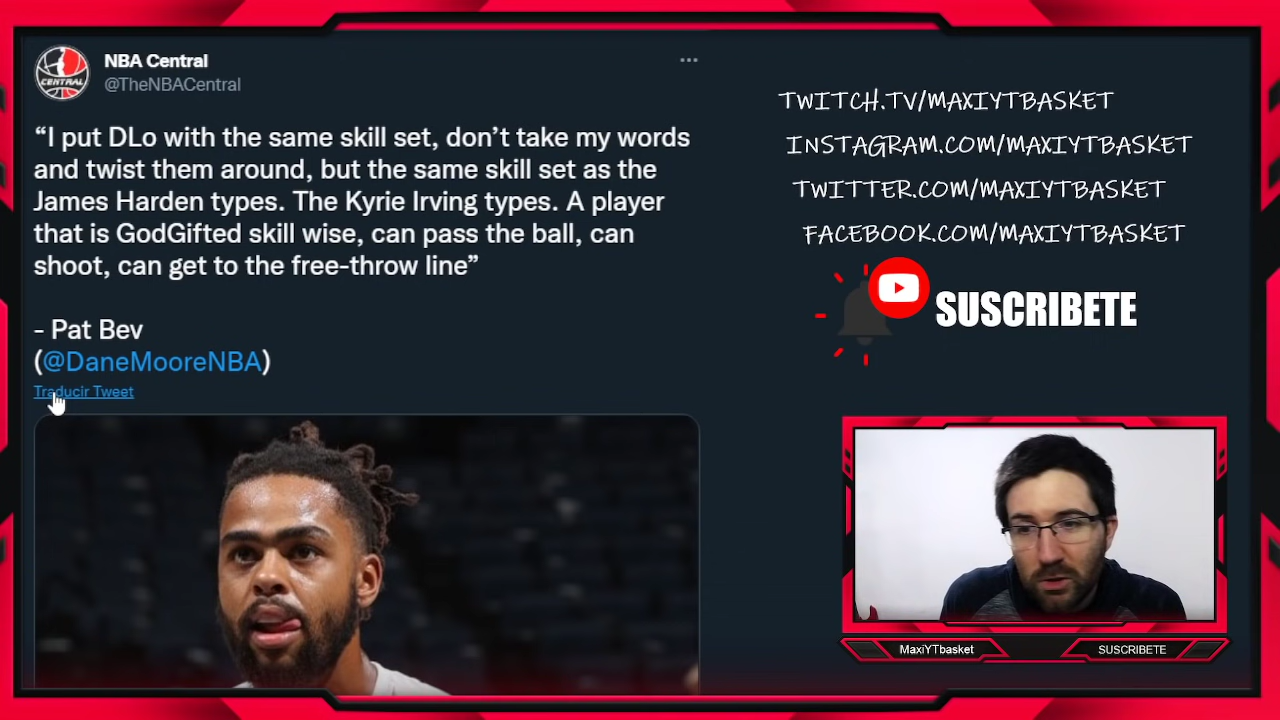 NBA Central
@TheNBACentral
CENTRAL
“I put DLo with the same skill set, don’t take my words
and twist them around, but the same skill set as the
James Harden types. The Kyrie Irving types. A player
that is GodGifted skill wise, can pass the ball, can
shoot, can get to the free-throw line”
- Pat Bev
(@DaneMooreNBA)
Traducir Tweet
TWITCH.TV/MAXIYTBASKET
INSTAGRAM.COM/MAXIYTBASKET
TWITTER.COM/MAXIYTBASKET
FACEBOOK.COM/MAXIYTBASKET
SUSCRIBETE
MaxiYTbasket
SUSCRIBETE